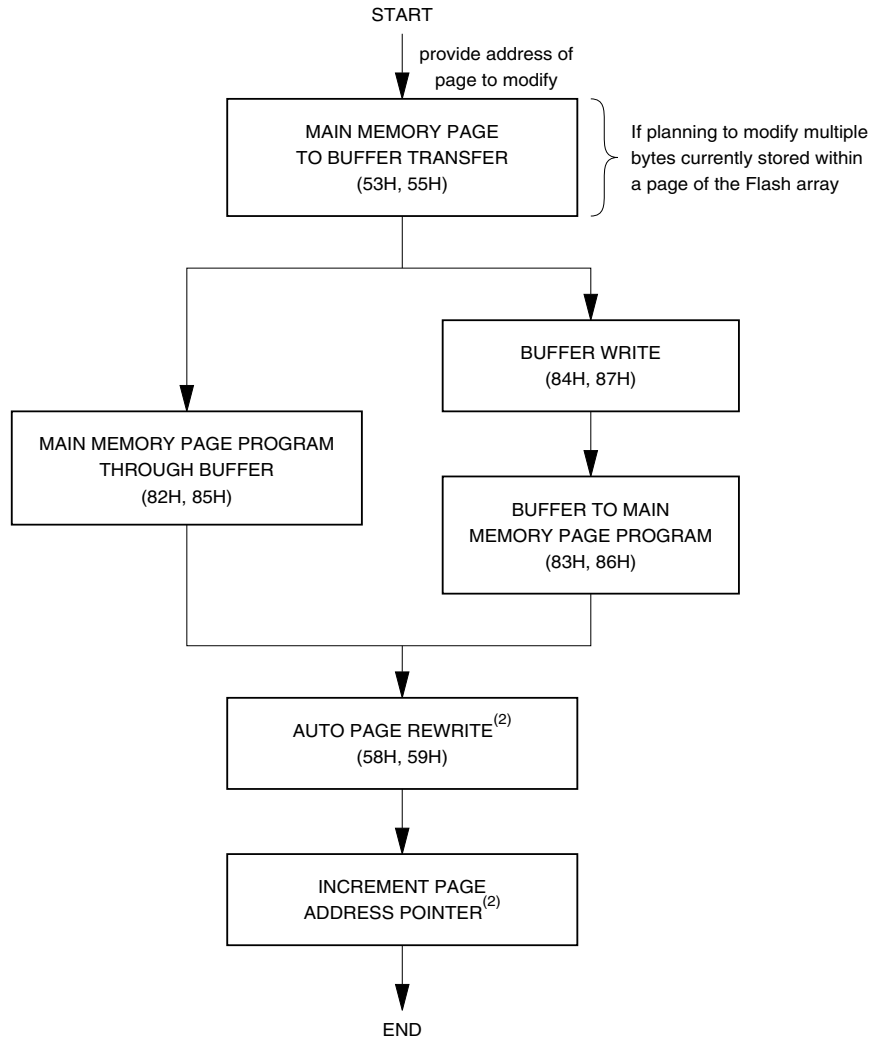 START
provide address of
page to modify
MAIN MEMORY PAGE
TO BUFFER TRANSFER
(53H, 55H)
If planning to modify multiple
bytes currently stored within
a page of the Flash array
BUFFER WRITE
(84H, 87H)
MAIN MEMORY PAGE PROGRAM
THROUGH BUFFER
(82H, 85H)
BUFFER TO MAIN
MEMORY PAGE PROGRAM
(83H, 86H)
AUTO PAGE REWRITE(2)
(58H, 59H)
INCREMENT PAGE
ADDRESS POINTER(2)
END